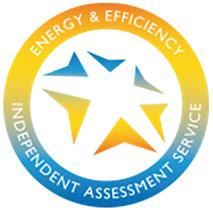 ENERGY & EFFICIENCY
INDEPENDENT ASSESSMENT SERVICE